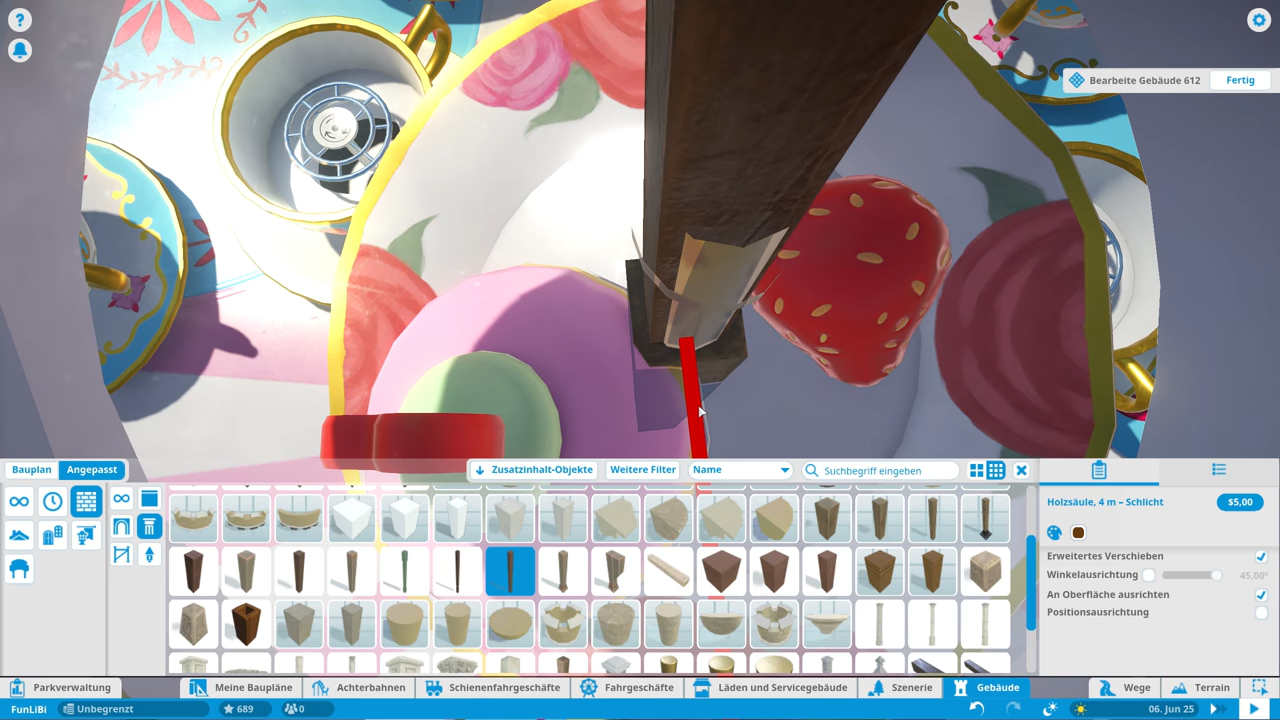 Bearbeite Gebäude 612
Fertig
Bauplan
Angepasst
Zusatzinhalt-Objekte
Weitere Filter
Name
Suchbegriff eingeben
Holzsäule, 4 m – Schlicht
$5,00
Erweitertes Verschieben
Winkelausrichtung
45,00°
An Oberfläche ausrichten
Positionsausrichtung
Parkverwaltung
Meine Baupläne
Achterbahnen
Schienenfahrgeschäfte
Fahrgeschäfte
Läden und Servicegebäude
Szenerie
Gebäude
Wege
Terrain
FunLiBi
Unbegrenzt
689
0
06. Jun 25